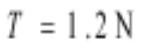 T = 1.2 N